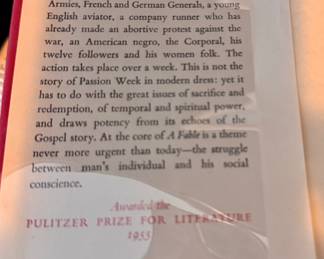 Armies, French and German Generals, a young
English aviator, a company runner who has
already made an abortive protest against the
war, an American negro, the Corporal, his
twelve followers and his women folk. The
action takes place over a week. This is not the
story of Passion Week in modern dress: yet it
has to do with the great issues of sacrifice and
redemption, of temporal and spiritual power,
and draws potency from its echoes of the
Gospel story. At the core of A Fable is a theme
never more urgent than today—the struggle
between man's individual and his social
conscience.
Awarded the
PULITZER PRIZE FOR LITERATURE
1955